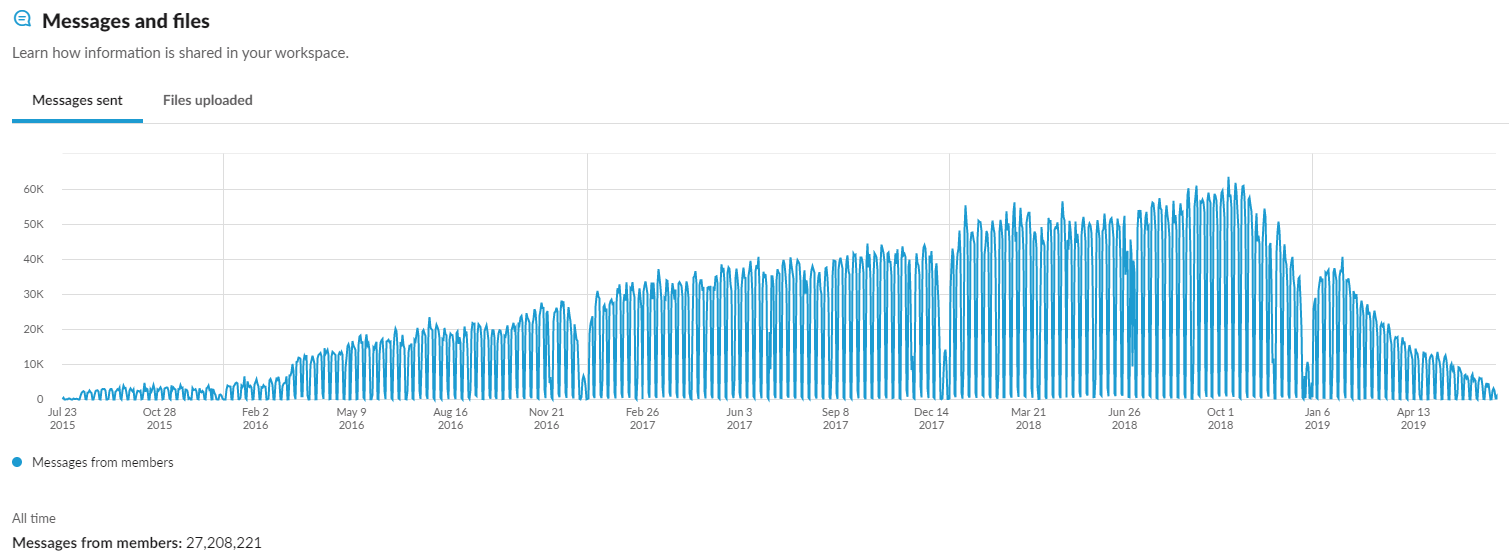 Messages and files
Learn how information is shared in your workspace.
Messages sent
Files uploaded
60K
50K
40K
30K
20K
10K
0
Jul 23 2015
Oct 28 2015
Feb 2 2016
May 9 2016
Aug 16 2016
Nov 21 2016
Feb 26 2017
Jun 3 2017
Sep 8 2017
Dec 14 2017
Mar 21 2018
Jun 26 2018
Oct 1 2018
Jan 6 2019
Apr 13 2019
Messages from members
All time
Messages from members: 27,208,221